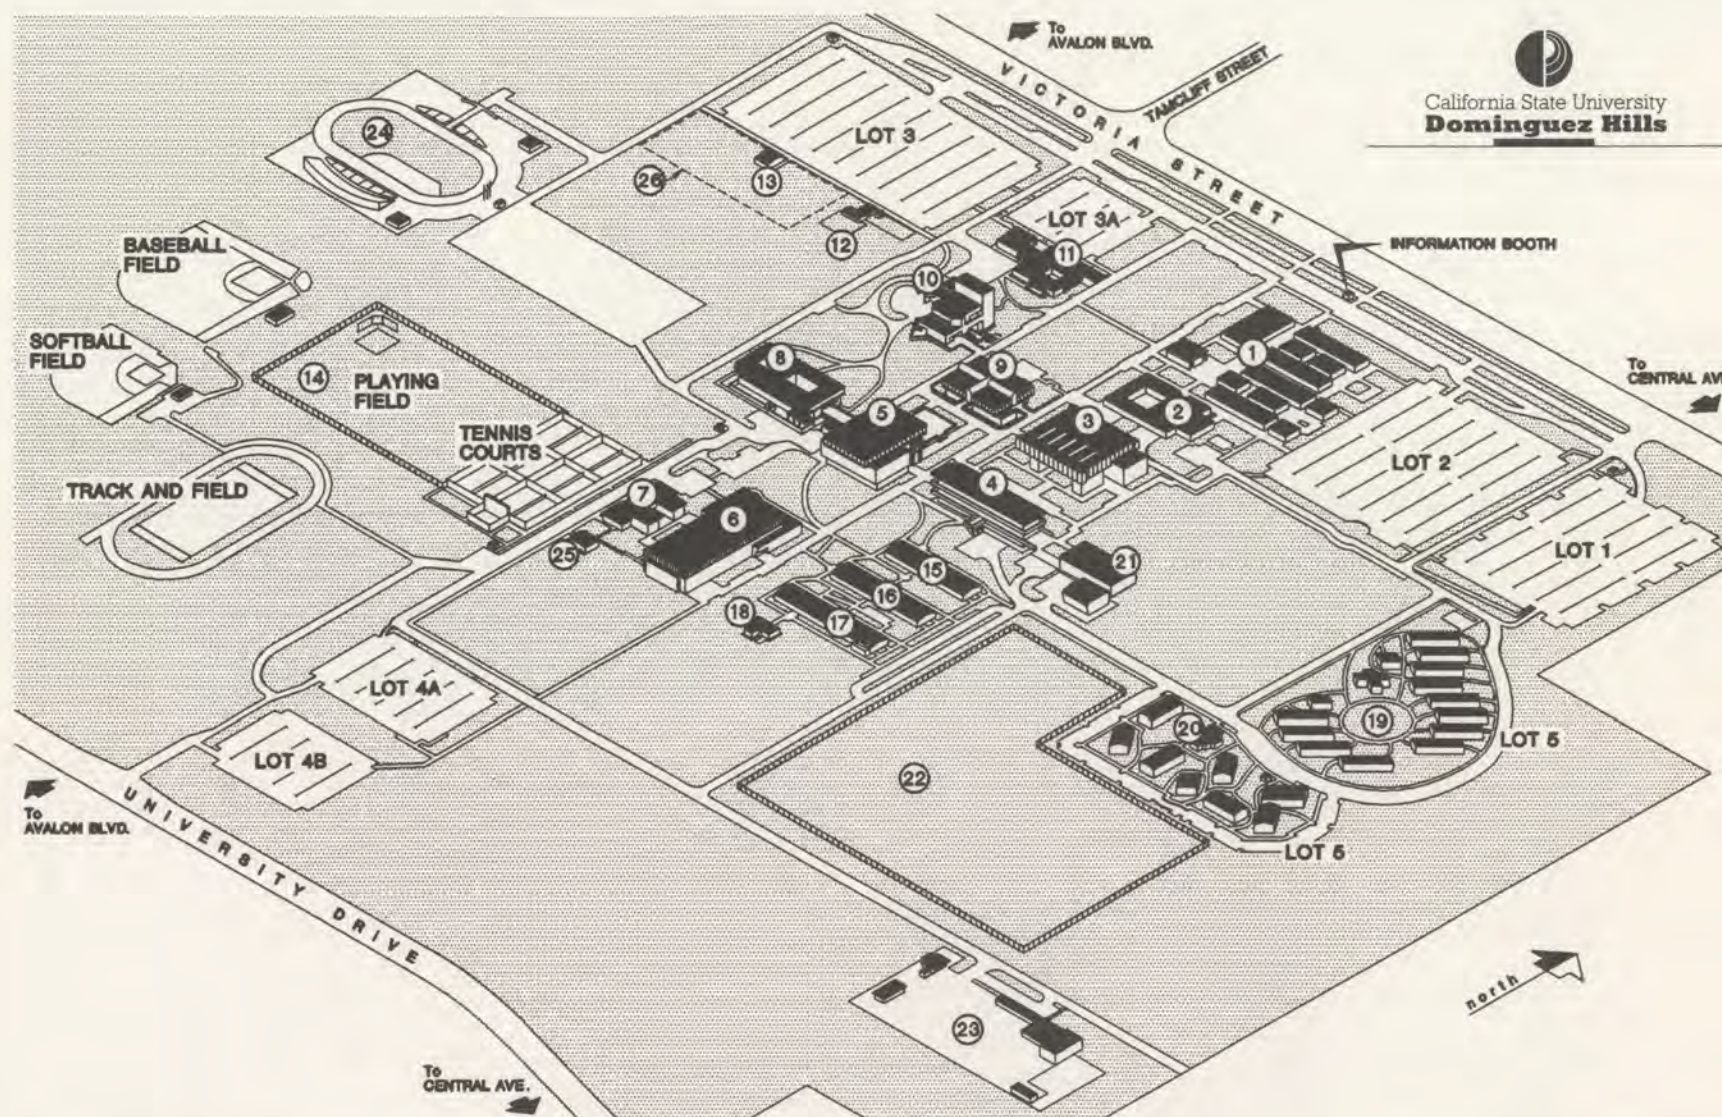 To
AVALON BLVD.
VICTORIA STREET
TAMCLIFF STREET
California State University
Dominguez Hills
LOT 3
24
26
13
12
LOT 3A
11
INFORMATION BOOTH
BASEBALL
FIELD
10
SOFTBALL
FIELD
8
9
1
To
CENTRAL AVE
14
PLAYING
FIELD
5
3
2
TENNIS
COURTS
LOT 2
TRACK AND FIELD
7
4
6
LOT 1
25
15
21
16
18
17
LOT 4A
20
19
LOT 5
LOT 4B
22
To
AVALON BLVD.
UNIVERSITY DRIVE
LOT 5
north
23
To
CENTRAL AVE.